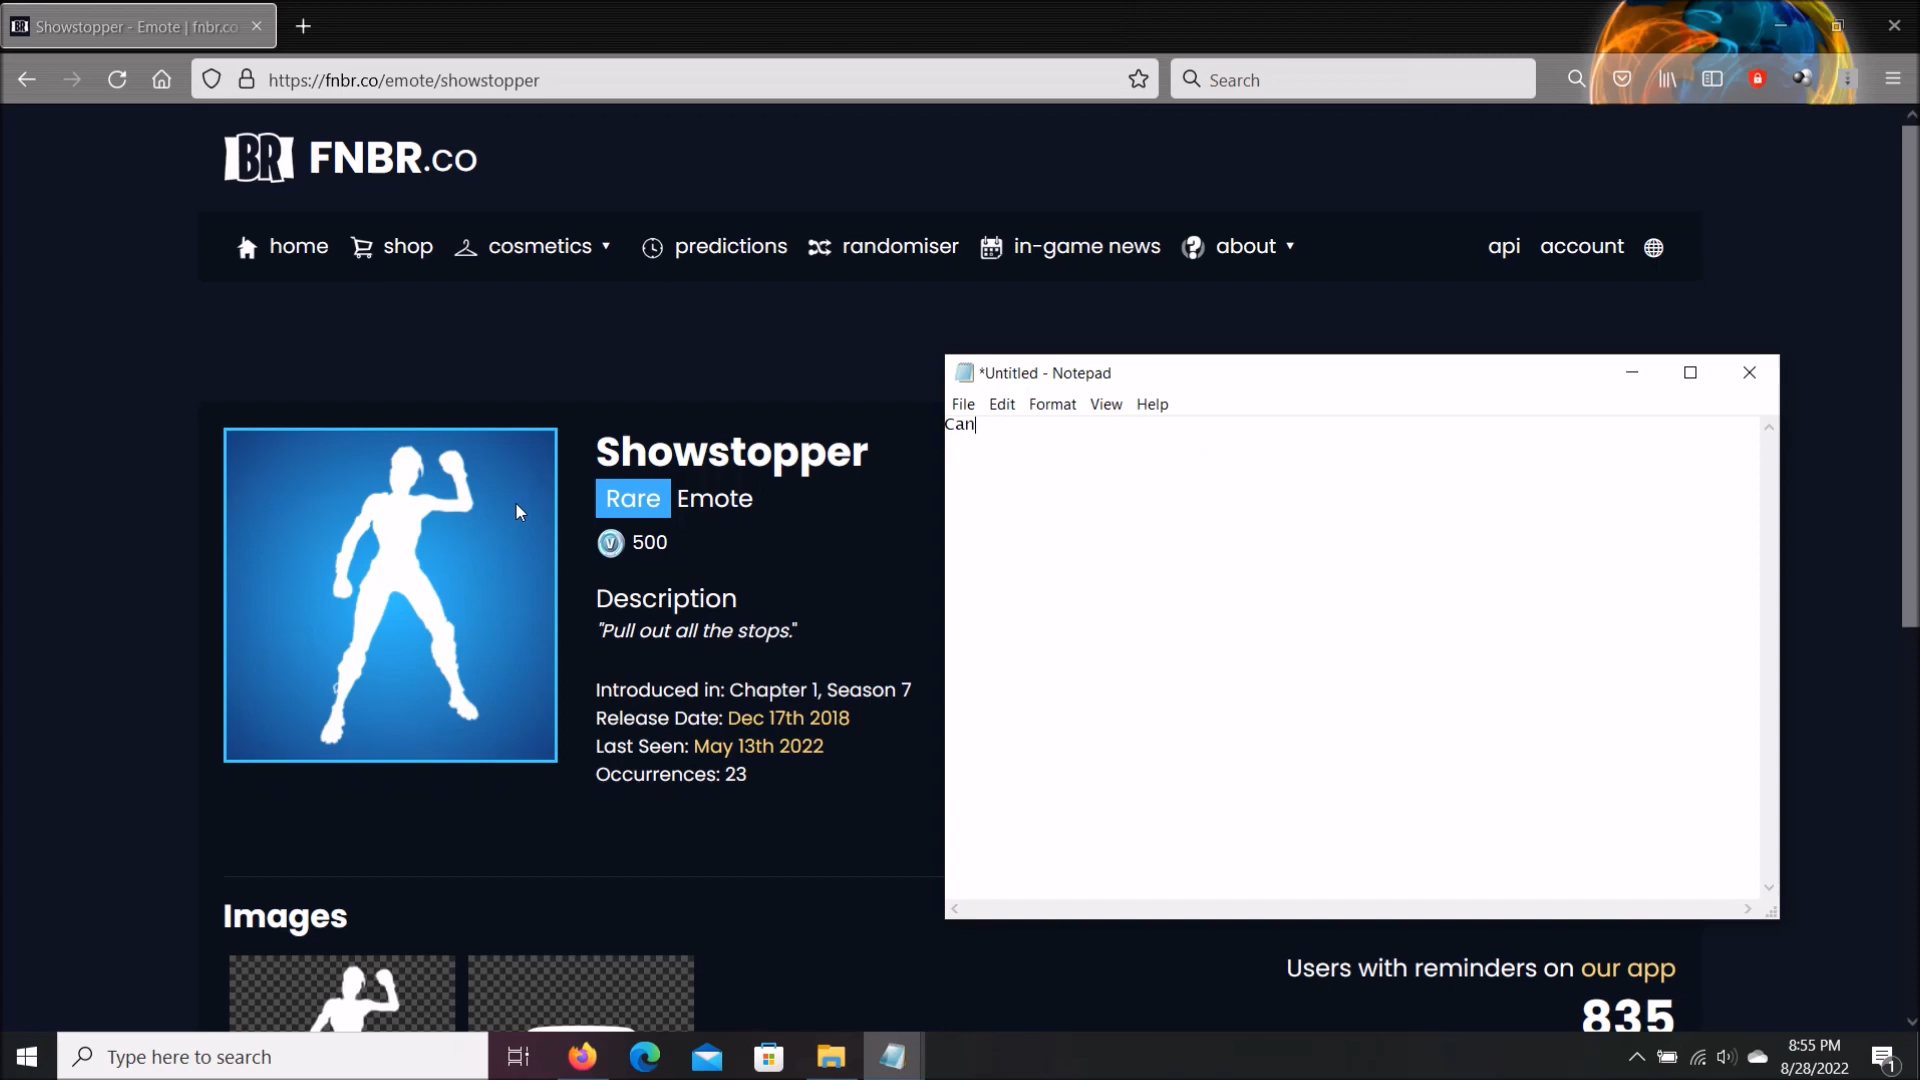 Showstopper - Emote | fnbr.co
https://fnbr.co/emote/showstopper
Search
BR FNBR.co
home shop cosmetics predictions randomiser in-game news about api account
Showstopper
Rare Emote
V 500
Description
"Pull out all the stops."
Introduced in: Chapter 1, Season 7
Release Date: Dec 17th 2018
Last Seen: May 13th 2022
Occurrences: 23
Images
*Untitled - Notepad
File Edit Format View Help
Can
Users with reminders on our app
835
Type here to search
8:55 PM
8/28/2022
1